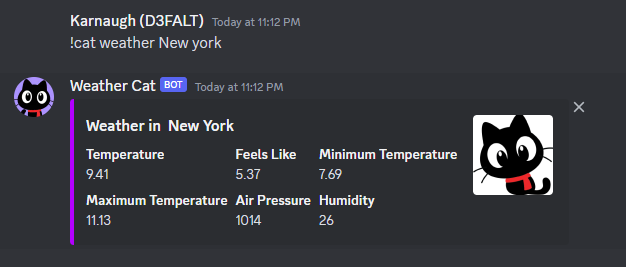 Karnaugh (D3FALT) Today at 11:12 PM
!cat weather New york
Weather Cat BOT Today at 11:12 PM
Weather in New York
Temperature Feels Like Minimum Temperature
9.41 5.37 7.69
Maximum Temperature Air Pressure Humidity
11.13 1014 26